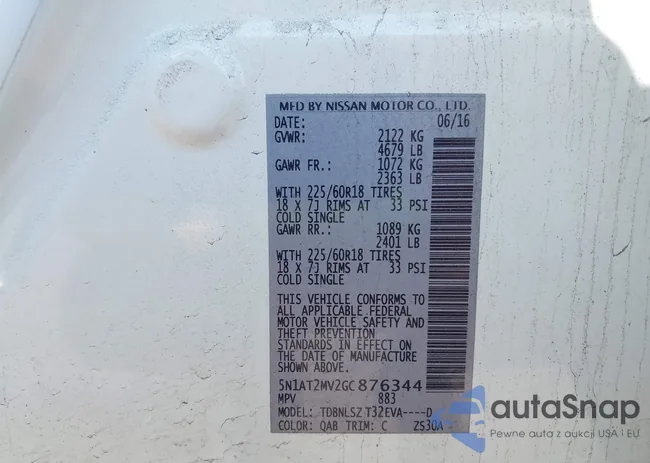 MFD BY NISSAN MOTOR CO., LTD.
DATE: 06/16
GVWR: 2122 KG
4679 LB
GAWR FR.: 1072 KG
2363 LB
WITH 225/60R18 TIRES
18 X 7J RIMS AT 33 PSI
COLD SINGLE
GAWR RR.: 1089 KG
2401 LB
WITH 225/60R18 TIRES
18 X 7J RIMS AT 33 PSI
COLD SINGLE
THIS VEHICLE CONFORMS TO
ALL APPLICABLE FEDERAL
MOTOR VEHICLE SAFETY AND
THEFT PREVENTION
STANDARDS IN EFFECT ON
THE DATE OF MANUFACTURE
SHOWN ABOVE.
5N1AT2MV2GC876344
MPV 883
MODEL: TDBNLSZ T32EVA----D
COLOR: QAB TRIM: C ZS30A
autoSnap
Pewne auta z aukcji USA i EU